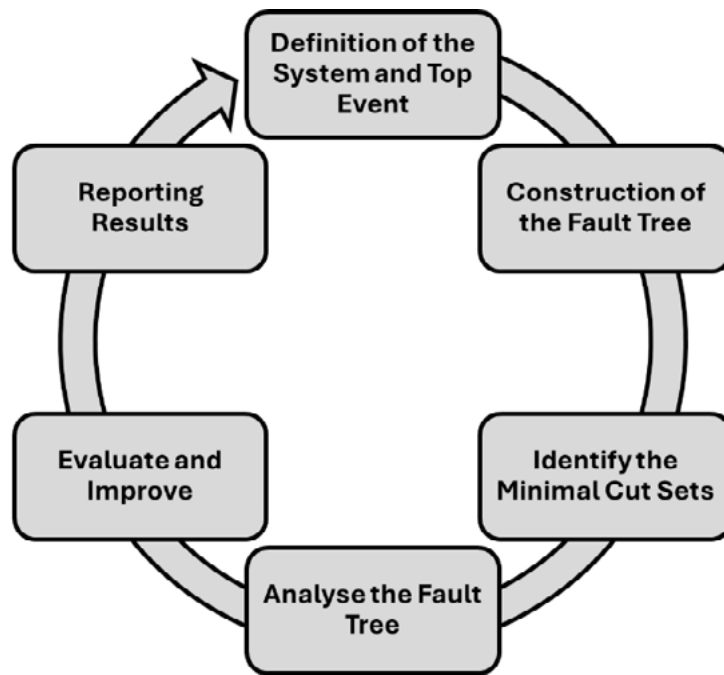 Definition of the
System and Top
Event
Construction of
the Fault Tree
Identify the
Minimal Cut Sets
Analyse the Fault
Tree
Evaluate and
Improve
Reporting
Results